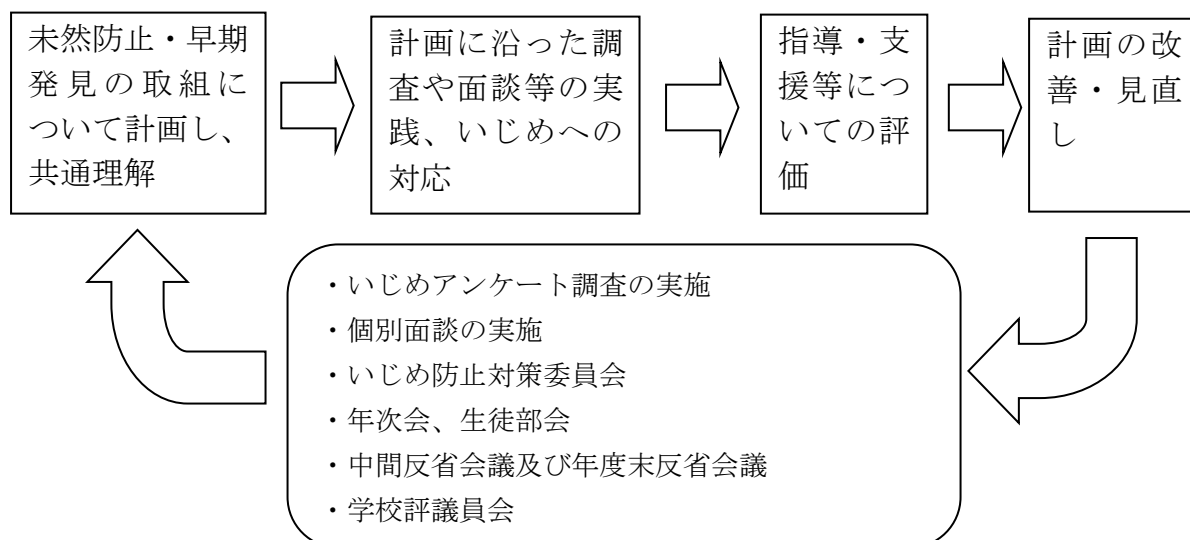 未然防止・早期
発見の取組に
ついて計画し、
共通理解
計画に沿った調
査や面談等の実
践、いじめへの
対応
指導・支
援等につ
いての評
価
計画の改
善・見直
し
・いじめアンケート調査の実施
・個別面談の実施
・いじめ防止対策委員会
・年次会、生徒部会
・中間反省会議及び年度末反省会議
・学校評議員会